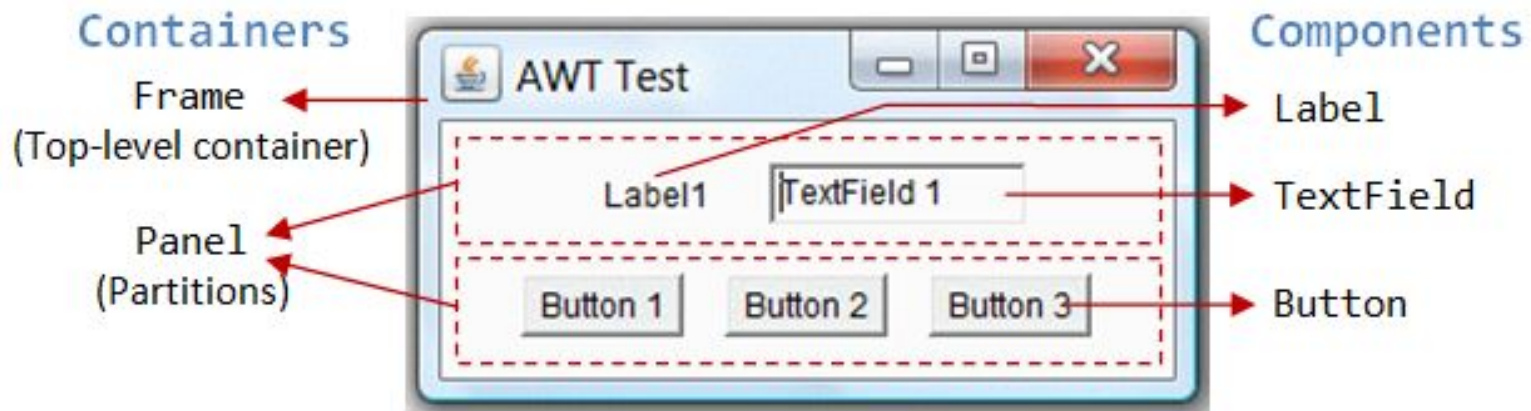 Containers
Components
AWT Test
Frame
(Top-level container)
Label
Label1
TextField 1
TextField
Panel
(Partitions)
Button 1
Button 2
Button 3
Button